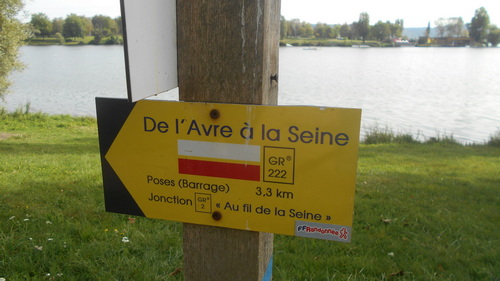 De l'Avre à la Seine
GR®
222
Poses (Barrage) 3,3 km
Jonction GR® 2 « Au fil de la Seine »
FFRandonnée